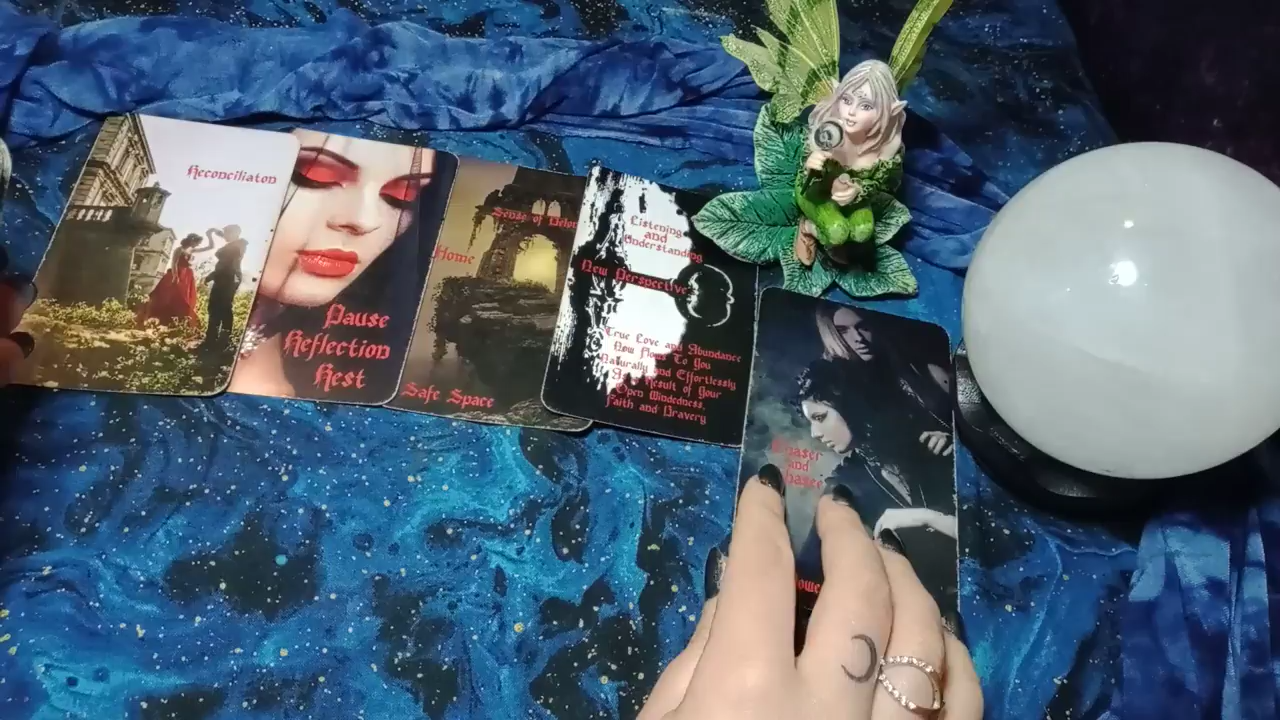 Reconciliaton
Pause
Reflection
Rest
Sense of
Home
Safe Space
Listening
and
Understanding
New Perspective
True Love and Abundance
Now Flows To You
Naturally and Effortlessly
As a Result of Your
Open Mindedness,
Faith and Bravery
and